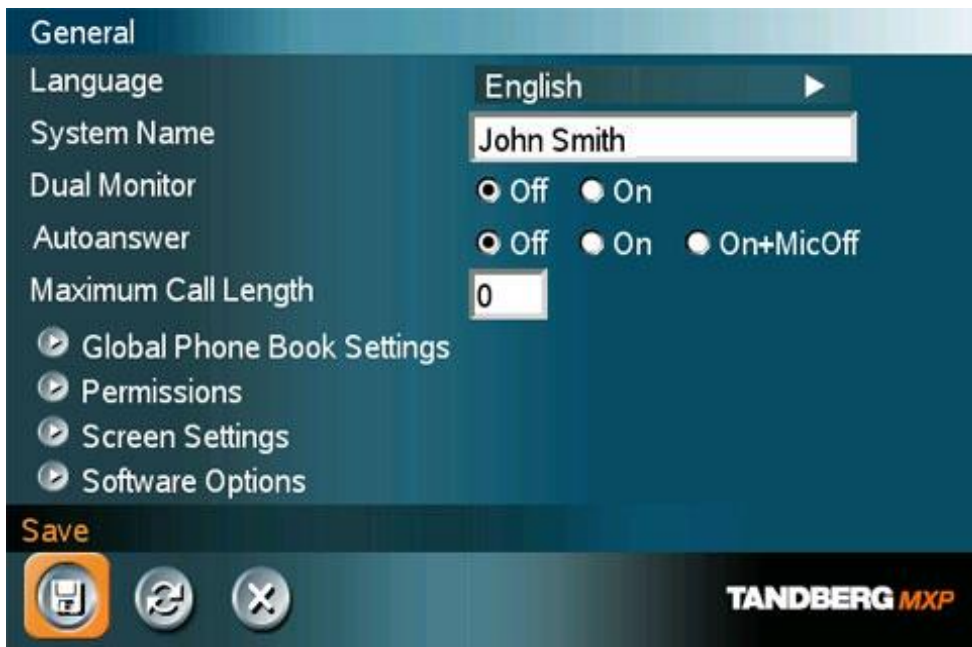 General
Language English
System Name John Smith
Dual Monitor Off On
Autoanswer Off On On+MicOff
Maximum Call Length 0
Global Phone Book Settings
Permissions
Screen Settings
Software Options
Save
TANDBERG MXP